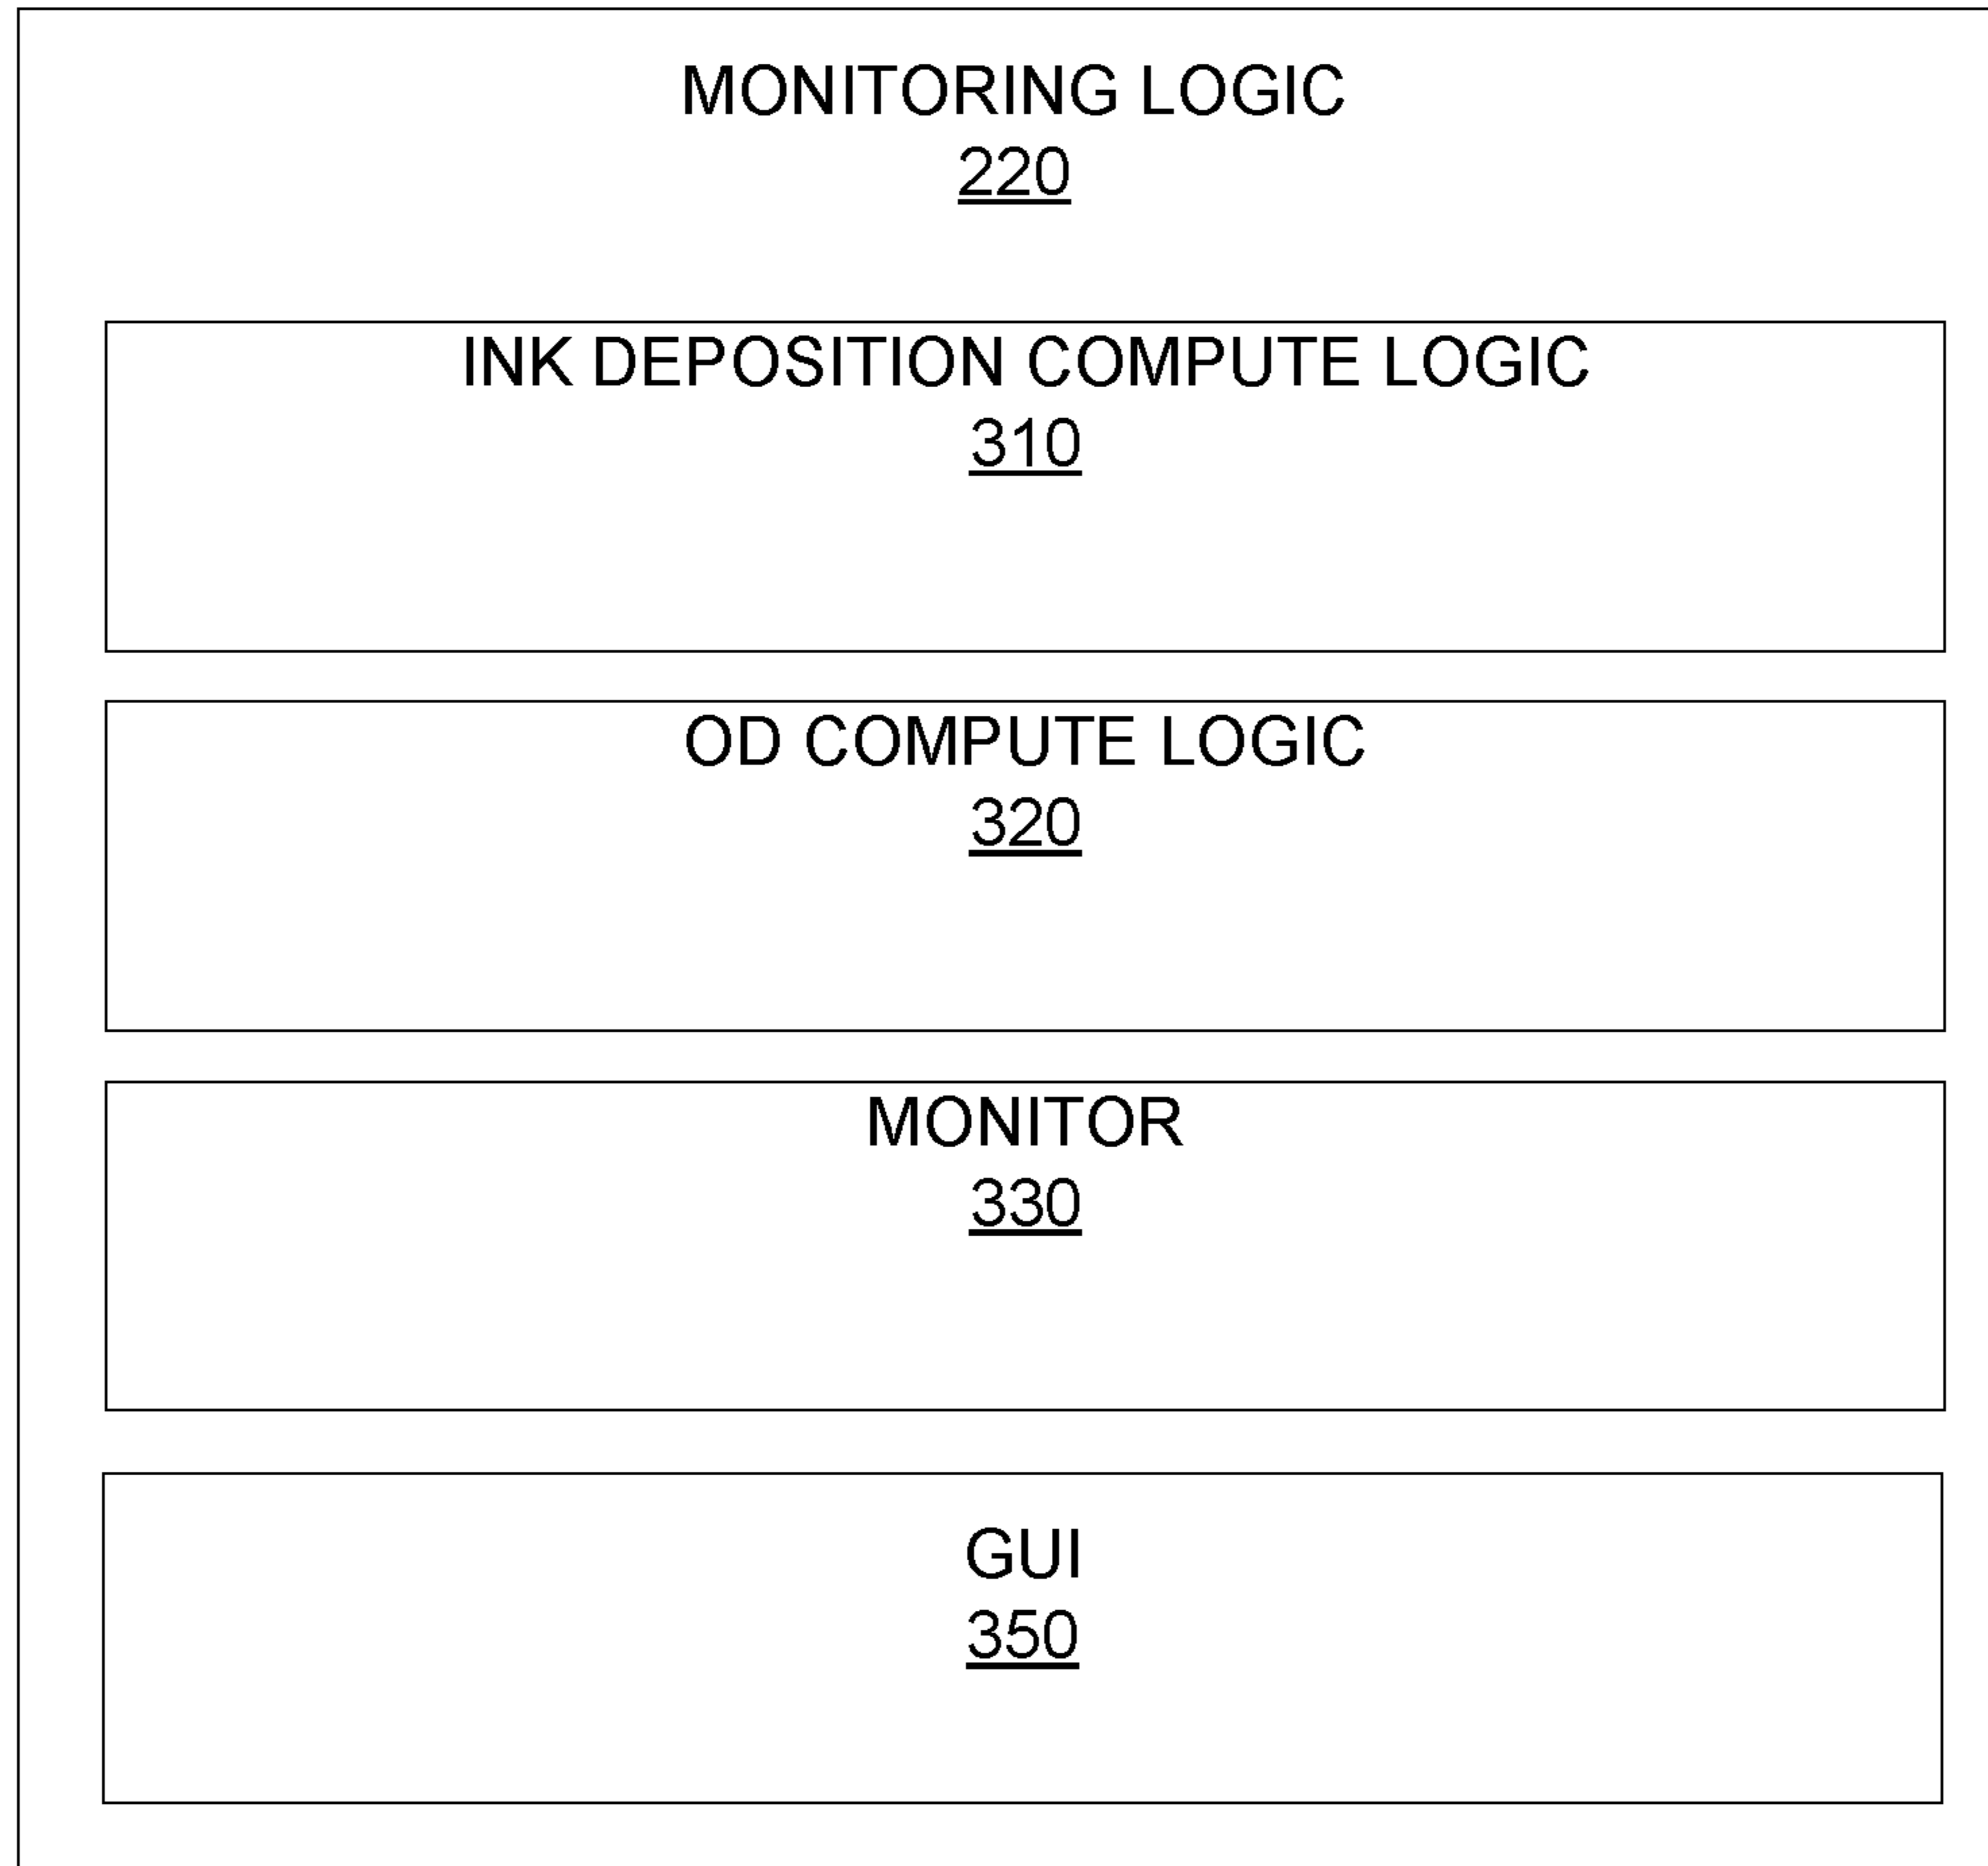 MONITORING LOGIC
220
INK DEPOSITION COMPUTE LOGIC
310
OD COMPUTE LOGIC
320
MONITOR
330
GUI
350